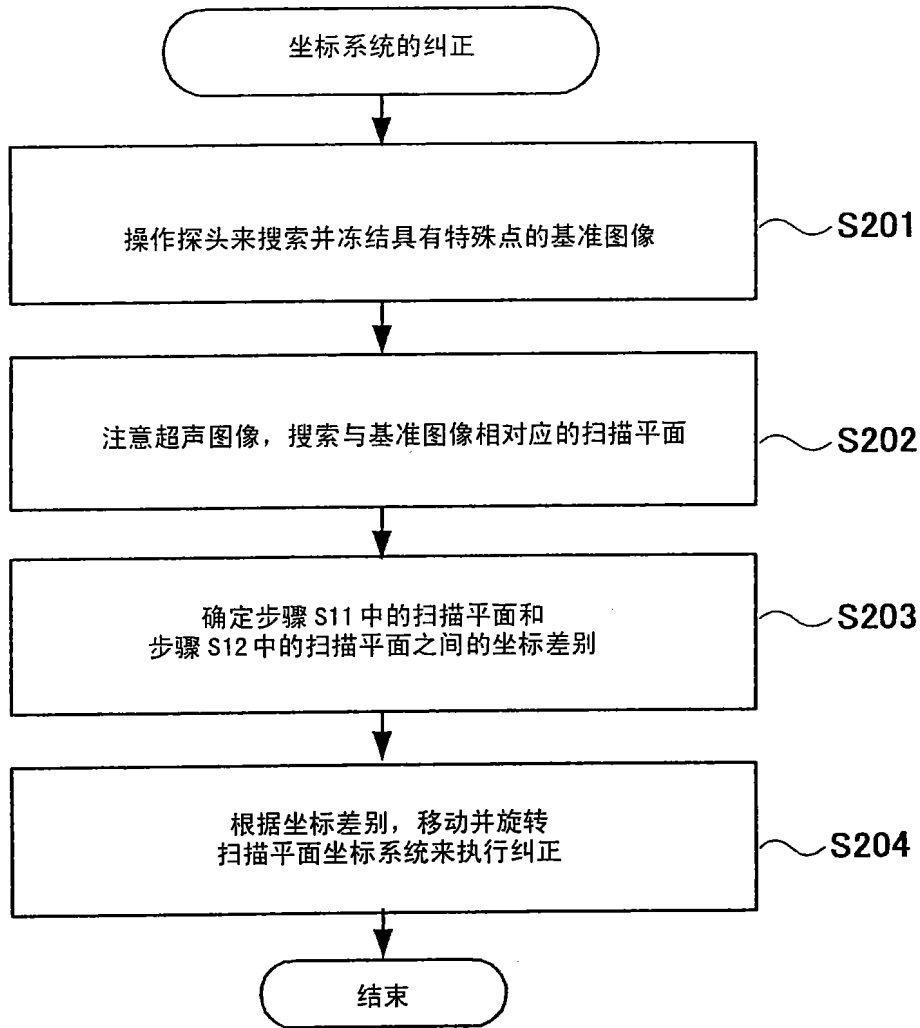 坐标系统的纠正
操作探头来搜索并冻结具有特殊点的基准图像
S201
注意超声图像，搜索与基准图像相对应的扫描平面
S202
确定步骤 S11 中的扫描平面和
步骤 S12 中的扫描平面之间的坐标差别
S203
根据坐标差别，移动并旋转
扫描平面坐标系统来执行纠正
S204
结束